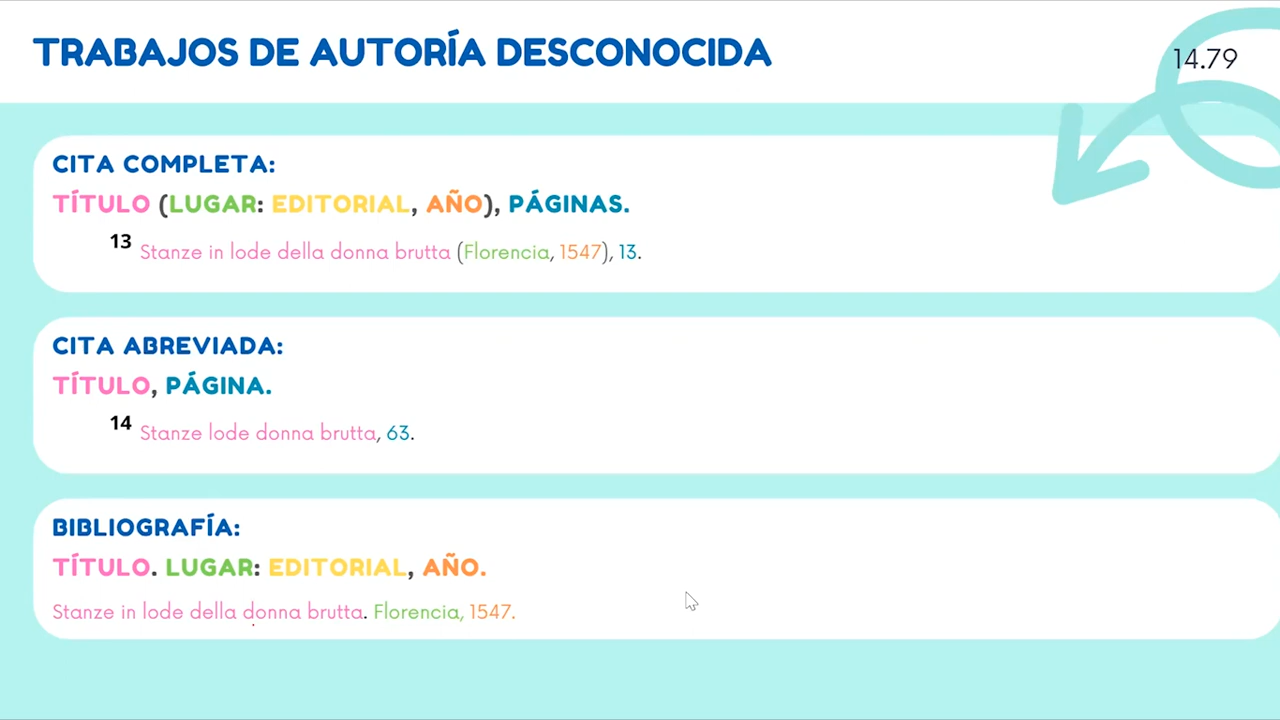 TRABAJOS DE AUTORÍA DESCONOCIDA
14.79
CITA COMPLETA:
TÍTULO (LUGAR: EDITORIAL, AÑO), PÁGINAS.
13 Stanze in lode della donna brutta (Florencia, 1547), 13.
CITA ABREVIADA:
TÍTULO, PÁGINA.
14 Stanze lode donna brutta, 63.
BIBLIOGRAFÍA:
TÍTULO. LUGAR: EDITORIAL, AÑO.
Stanze in lode della donna brutta. Florencia, 1547.